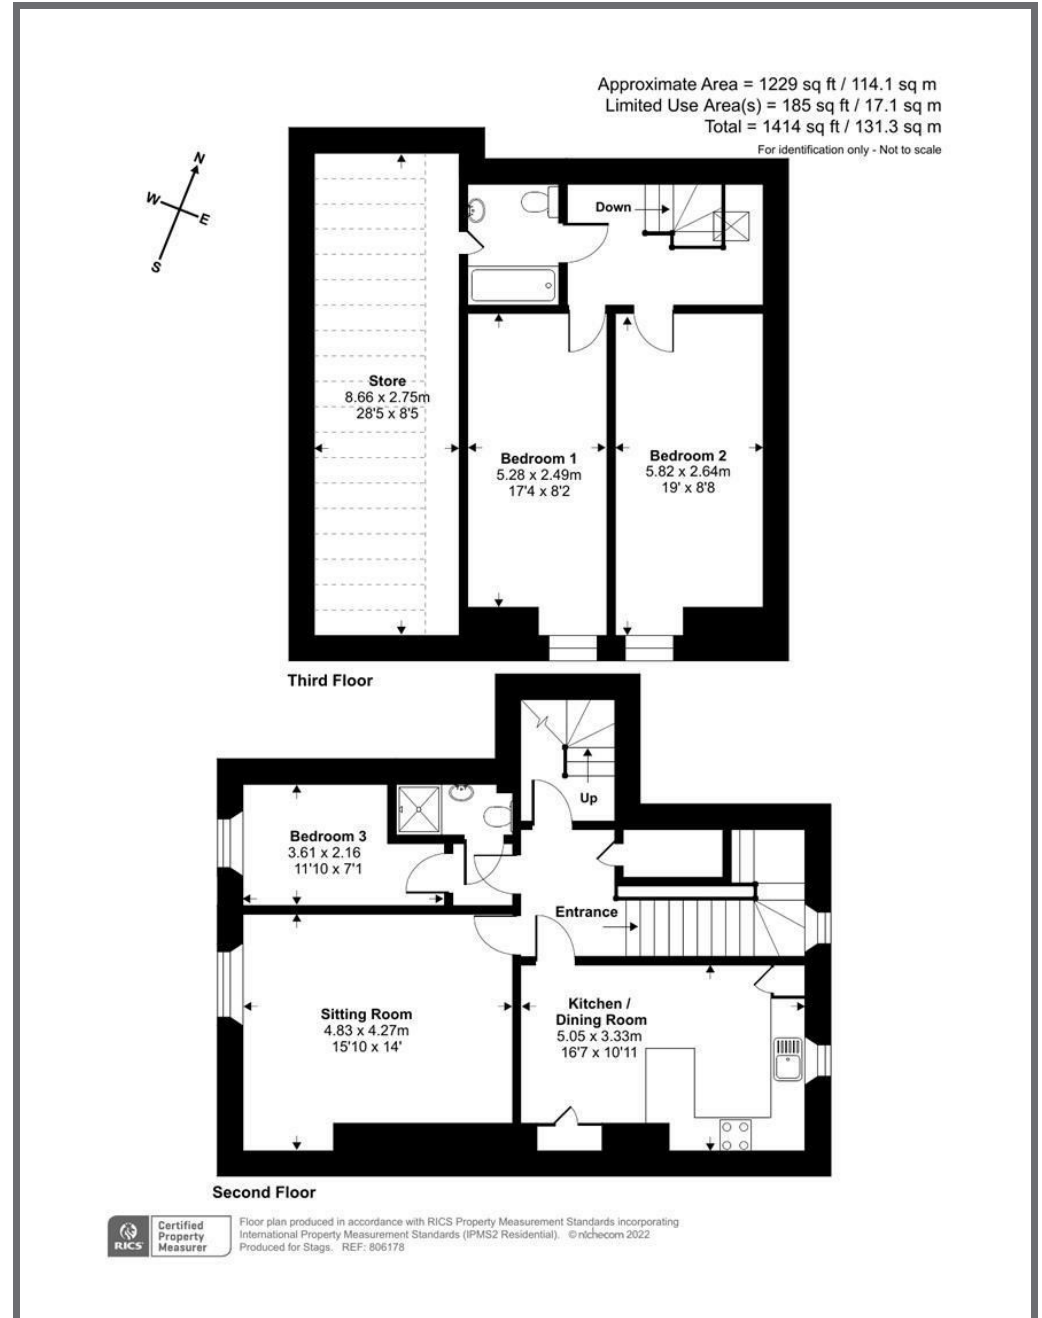 Approximate Area = 1229 sq ft / 114.1 sq m
Limited Use Area(s) = 185 sq ft / 17.1 sq m
Total = 1414 sq ft / 131.3 sq m
For identification only - Not to scale
N
W
E
S
Down
Store
8.66 x 2.75m
28'5 x 8'5
Bedroom 1
5.28 x 2.49m
17'4 x 8'2
Bedroom 2
5.82 x 2.64m
19' x 8'8
Third Floor
Up
Bedroom 3
3.61 x 2.16
11'10 x 7'1
Entrance
Sitting Room
4.83 x 4.27m
15'10 x 14'
Kitchen /
Dining Room
5.05 x 3.33m
16'7 x 10'11
Second Floor
RICS
Certified
Property
Measurer
Floor plan produced in accordance with RICS Property Measurement Standards incorporating
International Property Measurement Standards (IPMS2 Residential). © nichecom 2022
Produced for Stags. REF: 806178